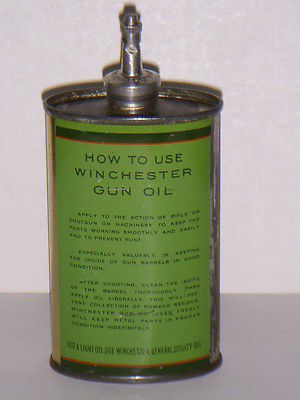 HOW TO USE
WINCHESTER
GUN OIL
APPLY TO THE ACTION OF RIFLE OR
SHOTGUN OR MACHINERY TO KEEP THE
PARTS WORKING SMOOTHLY AND EASILY
AND TO PREVENT RUST
ESPECIALLY VALUABLE IN KEEPING
THE INSIDE OF GUN BARRELS IN GOOD
CONDITION.
AFTER SHOOTING, CLEAN THE INSIDE
OF THE BARREL THOROUGHLY, THEN
APPLY OIL LIBERALLY. THIS WILL PRE-
VENT COLLECTION OF POWDER RESIDUE
WINCHESTER GUN OIL USED FREELY
WILL KEEP METAL PARTS IN PROPER
CONDITION INDEFINITELY.
FOR A LIGHT OIL, USE WINCHESTER GENERAL UTILITY OIL